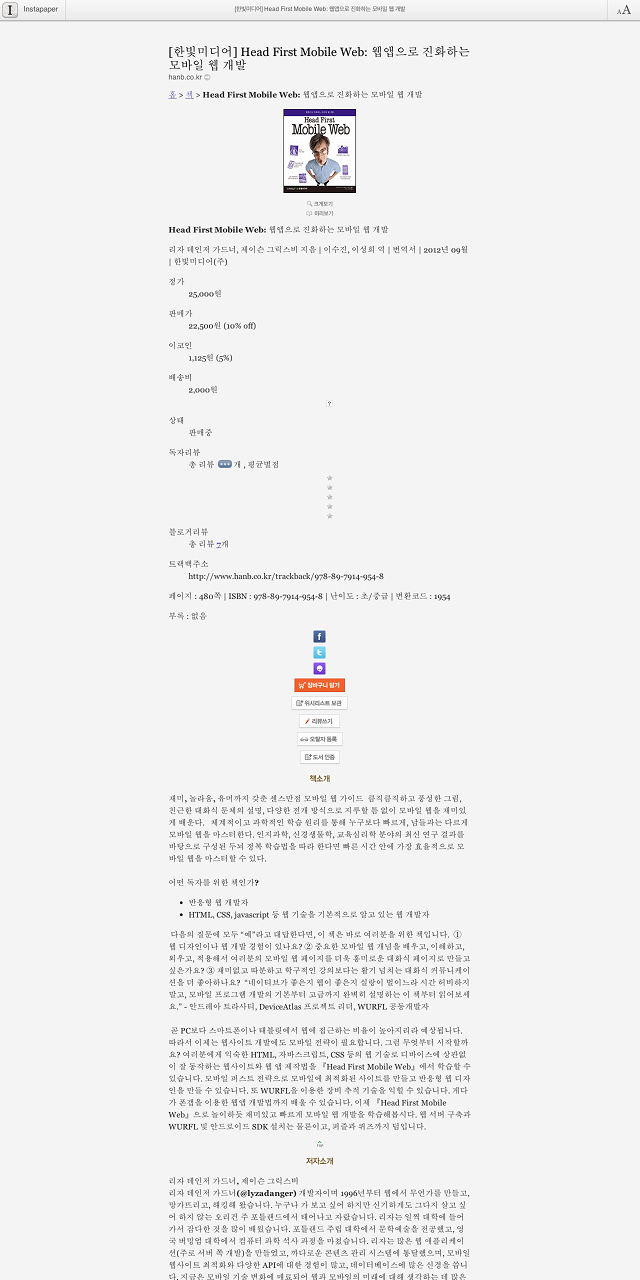 Instapaper
[한빛미디어] Head First Mobile Web: 웹앱으로 진화하는 모바일 웹 개발
AA
[한빛미디어] Head First Mobile Web: 웹앱으로 진화하는
모바일 웹 개발
hanb.co.kr
홈 > 책 > Head First Mobile Web: 웹앱으로 진화하는 모바일 웹 개발
Head First
Mobile Web
크게보기
미리보기
Head First Mobile Web: 웹앱으로 진화하는 모바일 웹 개발
리자 데인저 가드너, 제이슨 그릭스비 지음 | 이수진, 이성희 역 | 번역서 | 2012년 09월
| 한빛미디어(주)
정가
25,000원
판매가
22,500원 (10% off)
이코인
1,125원 (5%)
배송비
2,000원
?
상태
판매중
독자리뷰
총 리뷰 개 , 평균별점
블로거리뷰
총 리뷰 7개
트랙백주소
http://www.hanb.co.kr/trackback/978-89-7914-954-8
페이지 : 480쪽 | ISBN : 978-89-7914-954-8 | 난이도 : 초/중급 | 변환코드 : 1954
부록 : 없음
장바구니 담기
위시리스트 보관
리뷰쓰기
오탈자 등록
도서 인증
책소개
재미, 놀라움, 유머까지 갖춘 센스만점 모바일 웹 가이드 큼직큼직하고 풍성한 그림,
친근한 대화식 문체의 설명, 다양한 전개 방식으로 지루할 틈 없이 모바일 웹을 재미있
게 배운다. 체계적이고 과학적인 학습 원리를 통해 누구보다 빠르게, 남들과는 다르게
모바일 웹을 마스터한다. 인지과학, 신경생물학, 교육심리학 분야의 최신 연구 결과를
바탕으로 구성된 두뇌 정복 학습법을 따라 한다면 빠른 시간 안에 가장 효율적으로 모
바일 웹을 마스터할 수 있다.
어떤 독자를 위한 책인가?
• 반응형 웹 개발자
• HTML, CSS, javascript 등 웹 기술을 기본적으로 알고 있는 웹 개발자
다음의 질문에 모두 “예”라고 대답한다면, 이 책은 바로 여러분을 위한 책입니다. ①
웹 디자인이나 웹 개발 경험이 있나요? ② 중요한 모바일 웹 개념을 배우고, 이해하고,
외우고, 적용해서 여러분의 모바일 웹 페이지를 더욱 흥미로운 대화식 페이지로 만들고
싶은가요? ③ 재미없고 따분하고 학구적인 강의보다는 활기 넘치는 대화식 커뮤니케이
션을 더 좋아하나요? “네이티브가 좋은지 웹이 좋은지 실랑이 벌이느라 시간 허비하지
말고, 모바일 프로그램 개발의 기본부터 고급까지 완벽히 설명하는 이 책부터 읽어보세
요.” - 안드레아 트라사티, DeviceAtlas 프로젝트 리더, WURFL 공동개발자
곧 PC보다 스마트폰이나 태블릿에서 웹에 접근하는 비율이 높아지리라 예상됩니다.
따라서 이제는 웹사이트 개발에도 모바일 전략이 필요합니다. 그럼 무엇부터 시작할까
요? 여러분에게 익숙한 HTML, 자바스크립트, CSS 등의 웹 기술로 디바이스에 상관없
이 잘 동작하는 웹사이트와 웹 앱 제작법을 『Head First Mobile Web』에서 학습할 수
있습니다. 모바일 퍼스트 전략으로 모바일에 최적화된 사이트를 만들고 반응형 웹 디자
인을 만들 수 있습니다. 또 WURFL을 이용한 장비 추적 기술을 익힐 수 있습니다. 게다
가 폰갭을 이용한 웹앱 개발법까지 배울 수 있습니다. 이제 『Head First Mobile
Web』으로 놀이하듯 재미있고 빠르게 모바일 웹 개발을 학습해봅시다. 웹 서버 구축과
WURFL 및 안드로이드 SDK 설치는 물론이고, 퍼즐과 퀴즈까지 덤입니다.
TOP
저자소개
리자 데인저 가드너, 제이슨 그릭스비
리자 데인저 가드너(@lyzadanger) 개발자이며 1996년부터 웹에서 무언가를 만들고,
망가뜨리고, 해킹해 왔습니다. 누구나 가 보고 싶어 하지만 신기하게도 그다지 살고 싶
어 하지 않는 오리건 주 포틀랜드에서 태어나고 자랐습니다. 리자는 일찍 대학에 들어
가서 잡다한 것을 많이 배웠습니다. 포틀랜드 주립 대학에서 문학예술을 전공했고, 영
국 버밍엄 대학에서 컴퓨터 과학 석사 과정을 마쳤습니다. 리자는 많은 웹 애플리케이
션(주로 서버 쪽 개발)을 만들었고, 까다로운 콘텐츠 관리 시스템에 통달했으며, 모바일
웹사이트 최적화와 다양한 API에 대한 경험이 많고, 데이터베이스에 많은 신경을 씁니
다. 지금은 모바일 기술 변화에 매료되어 웹과 모바일의 미래에 대해 생각하는 데 많은